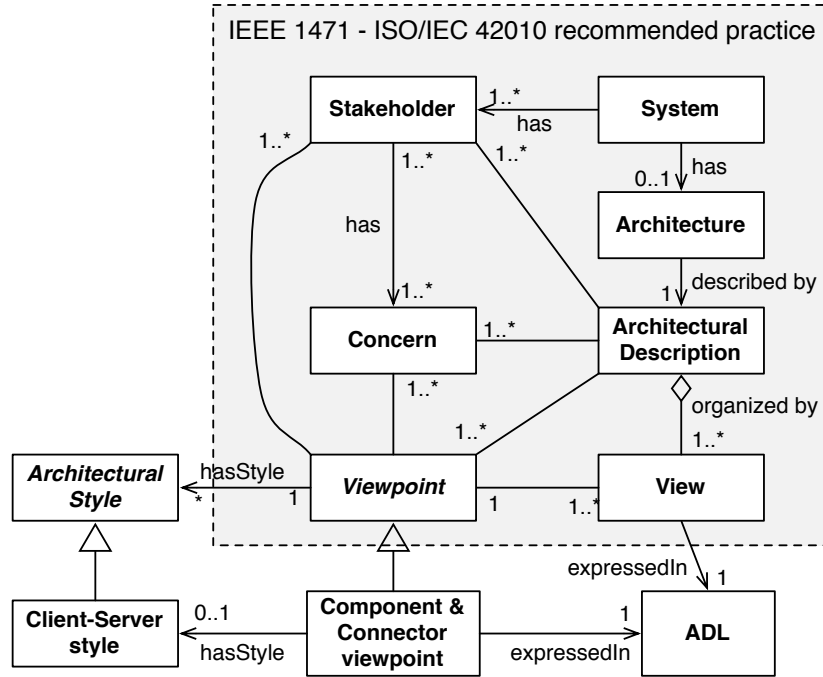 IEEE 1471 - ISO/IEC 42010 recommended practice
Stakeholder
1..*
has
System
1..*
1..*
1..*
has
0..1
Architecture
has
described by
1
1..*
Concern
1..*
Architectural
Description
1..*
organized by
1..*
1..*
Architectural
Style
hasStyle
*
1
Viewpoint
1
1..*
View
expressedIn
1
Client-Server
style
0..1
hasStyle
Component &
Connector
viewpoint
1
expressedIn
ADL